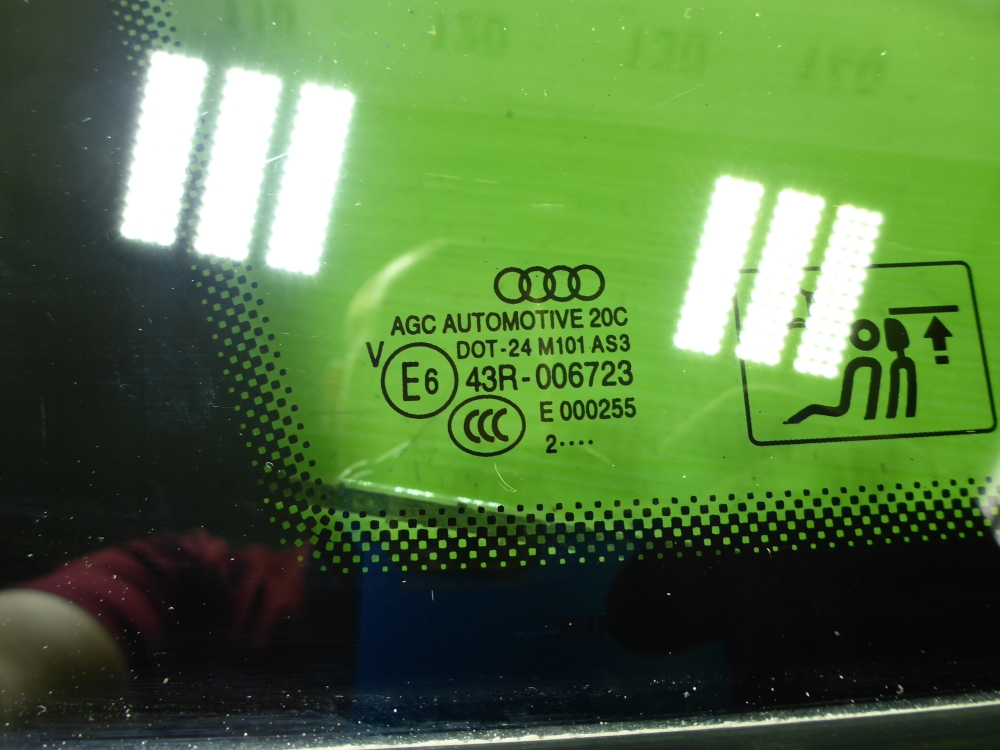 AGC AUTOMOTIVE 20C
DOT-24 M101 AS3
V
E6 43R-006723
CCC E 000255
2····